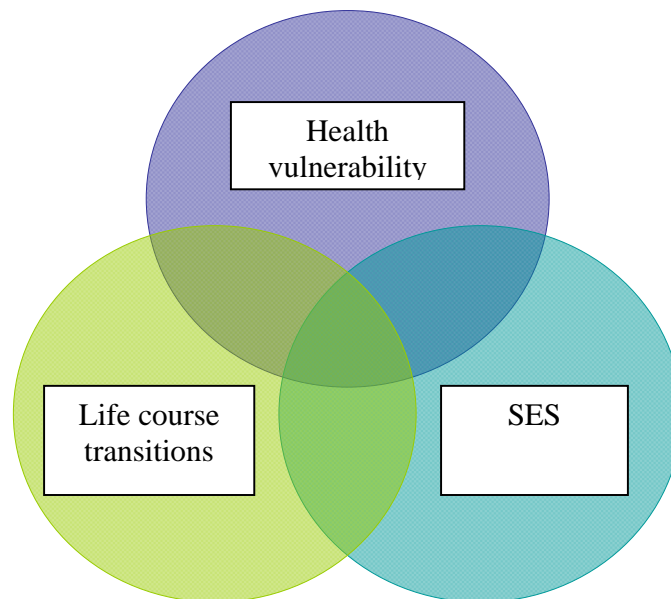 Health
vulnerability
Life course
transitions
SES